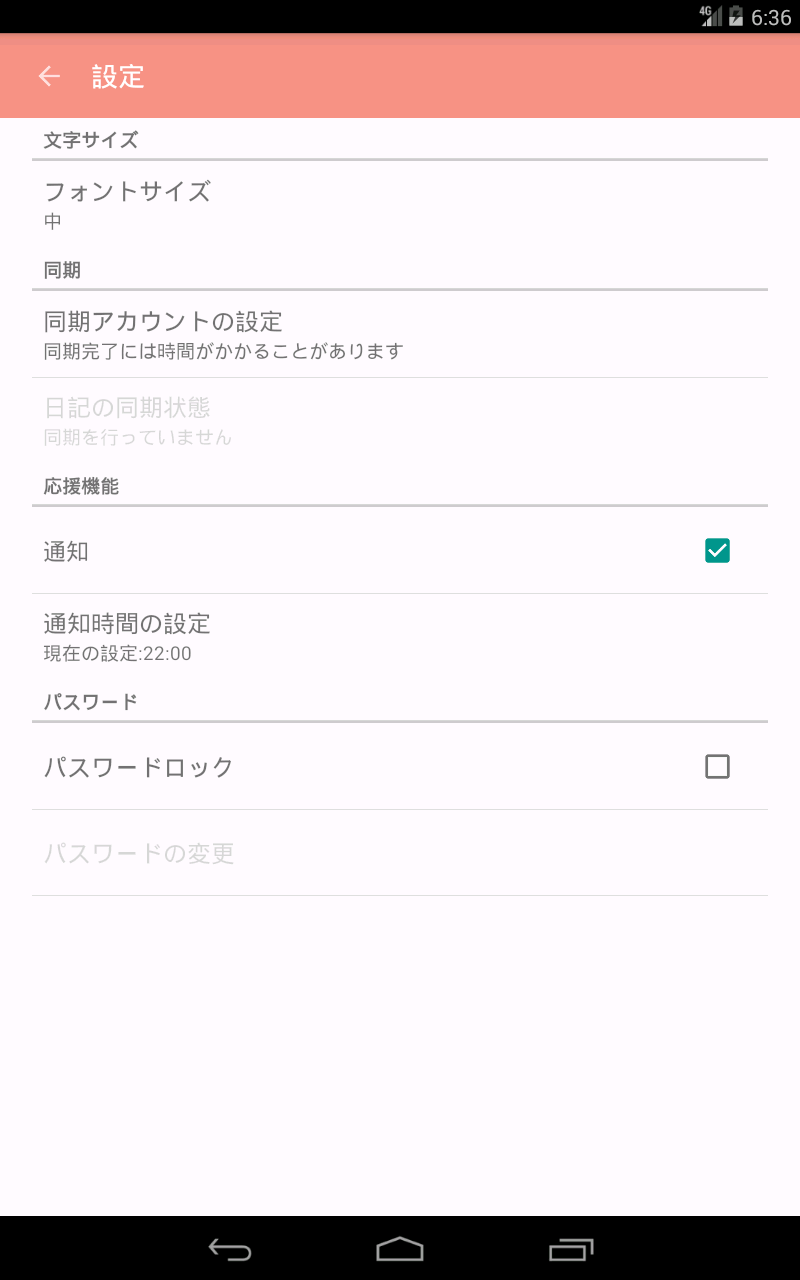 4G 6:36
設定
文字サイズ
フォントサイズ
中
同期
同期アカウントの設定
同期完了には時間がかかることがあります
日記の同期状態
同期を行っていません
応援機能
通知
通知時間の設定
現在の設定:22:00
パスワード
パスワードロック
パスワードの変更